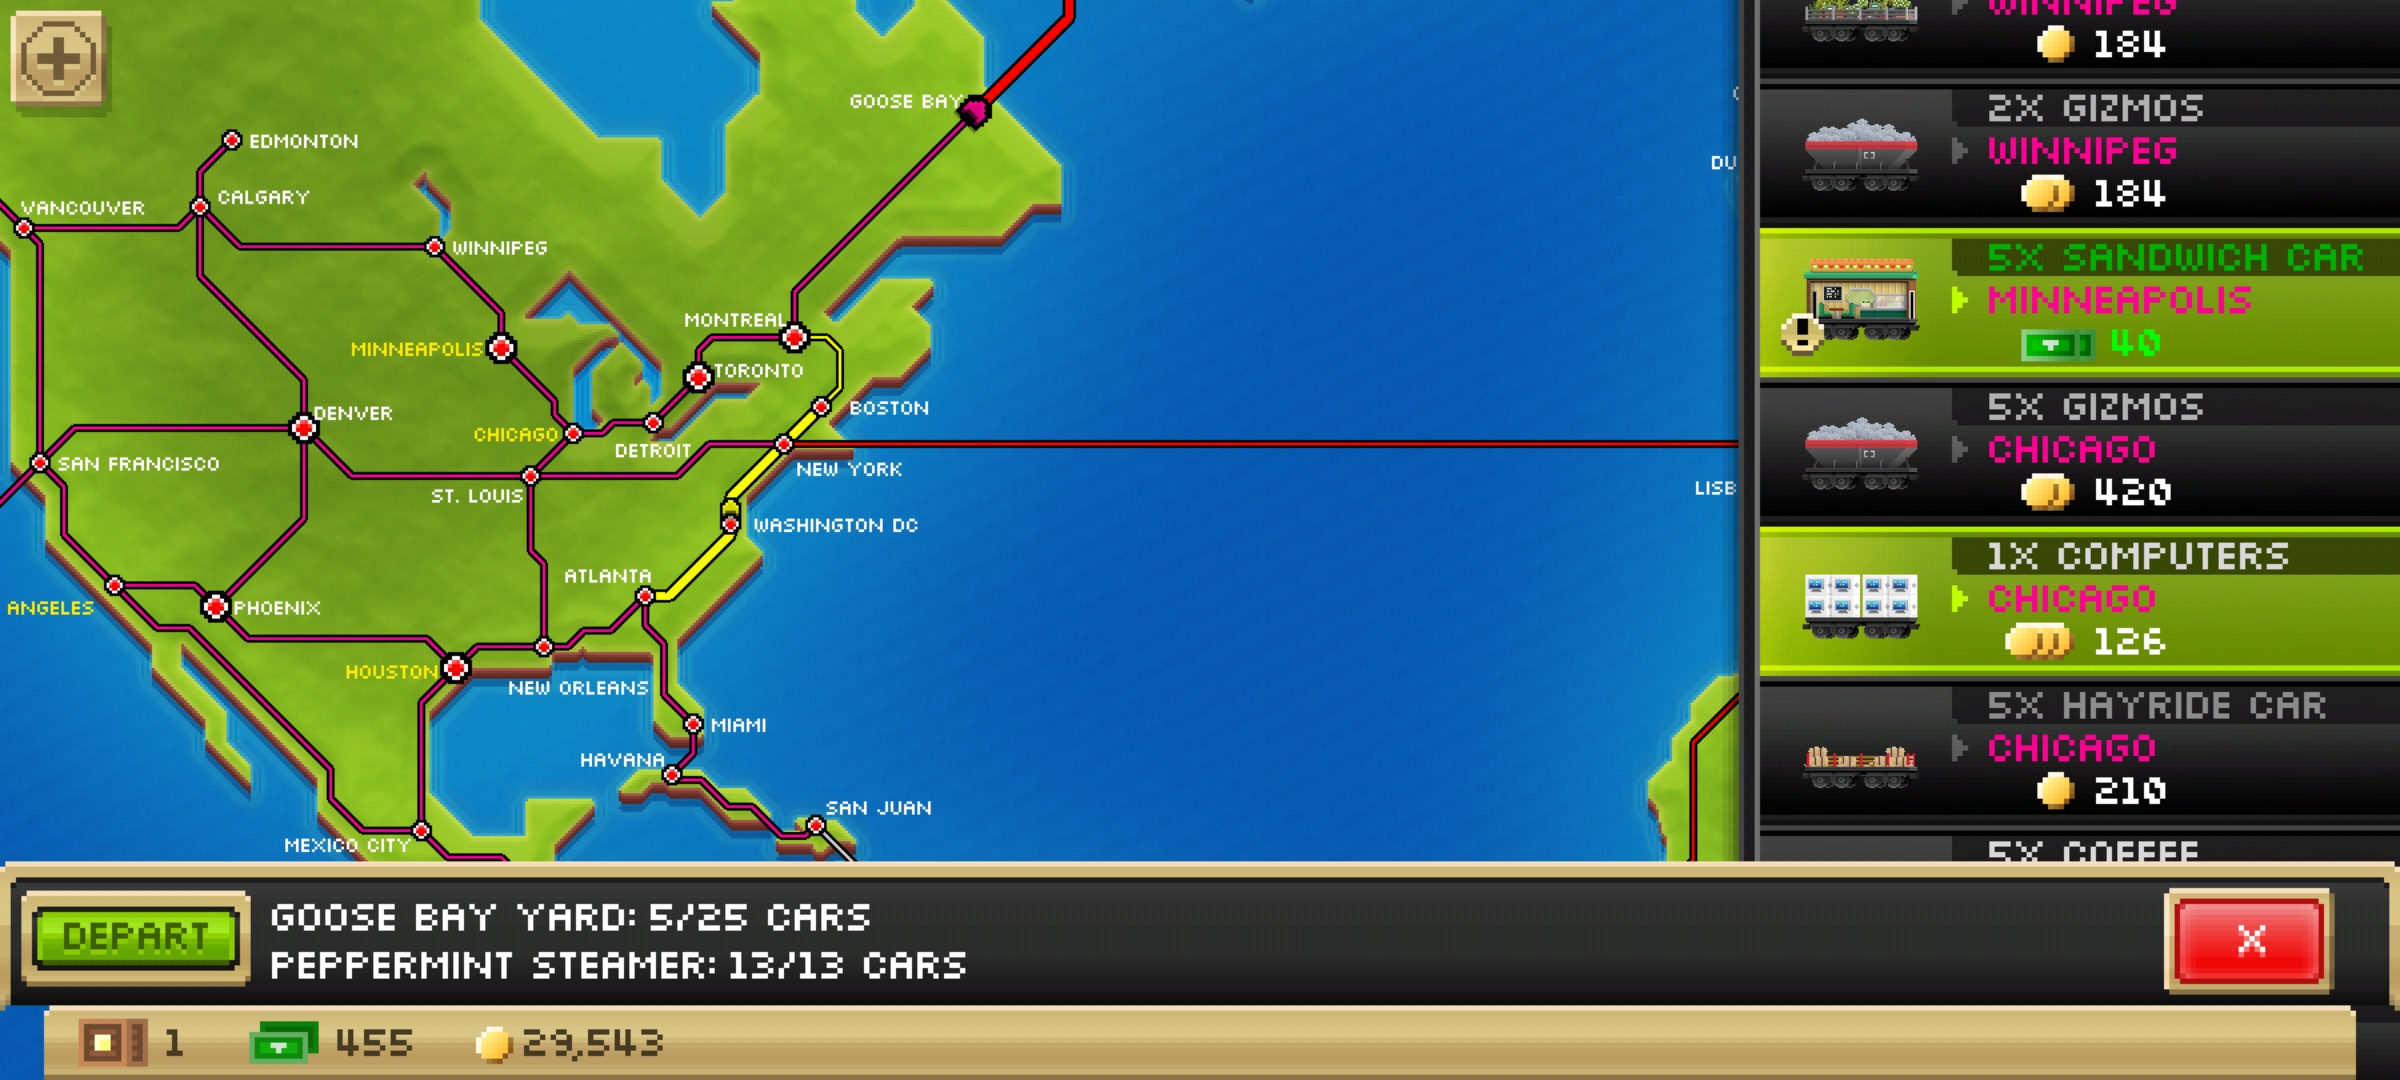 WINNIPEG
184
GOOSE BAY
2X GIZMOS
WINNIPEG
184
EDMONTON
DU
CALGARY
VANCOUVER
WINNIPEG
5X SANDWICH CAR
MINNEAPOLIS
40
MONTREAL
MINNEAPOLIS
TORONTO
BOSTON
DENVER
CHICAGO
DETROIT
SAN FRANCISCO
NEW YORK
ST. LOUIS
LISB
5X GIZMOS
CHICAGO
420
WASHINGTON DC
ATLANTA
ANGELES
PHOENIX
1X COMPUTERS
CHICAGO
126
HOUSTON
NEW ORLEANS
MIAMI
HAVANA
5X HAYRIDE CAR
CHICAGO
210
SAN JUAN
MEXICO CITY
5X COFFEE
DEPART
GOOSE BAY YARD: 5/25 CARS
PEPPERMINT STEAMER: 13/13 CARS
X
1
455
29,543